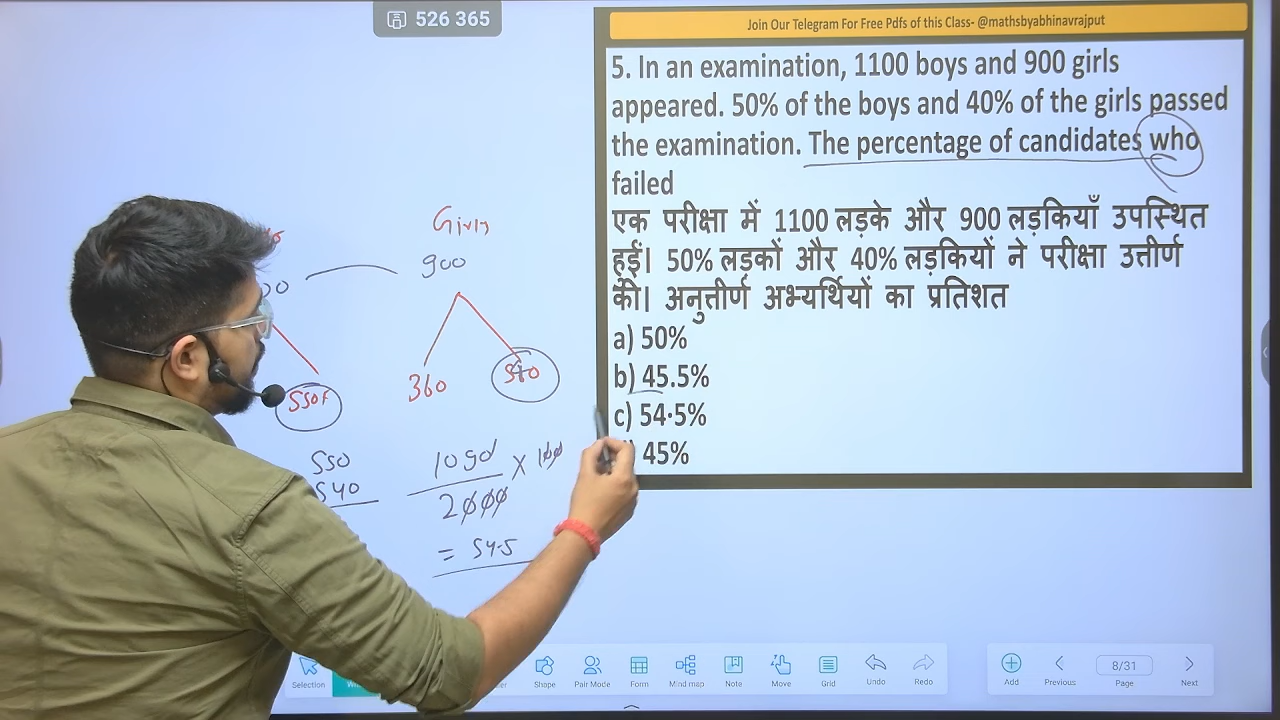 526 365
Join Our Telegram For Free Pdfs of this Class- @mathsbyabhinavrajput
5. In an examination, 1100 boys and 900 girls
appeared. 50% of the boys and 40% of the girls passed
the examination. The percentage of candidates who
failed
एक परीक्षा में 1100 लड़के और 900 लड़कियाँ उपस्थित
हुईं। 50% लड़कों और 40% लड़कियों ने परीक्षा उत्तीर्ण
की। अनुत्तीर्ण अभ्यर्थियों का प्रतिशत
a) 50%
b) 45.5%
c) 54·5%
45%
Girls
900
360
540
550F
550
540
1090
2000
× 100
= 54.5
Selection
Shape
Pair Mode
Form
Mind map
Note
Move
Grid
Undo
Redo
Add
Previous
8/31
Page
Next